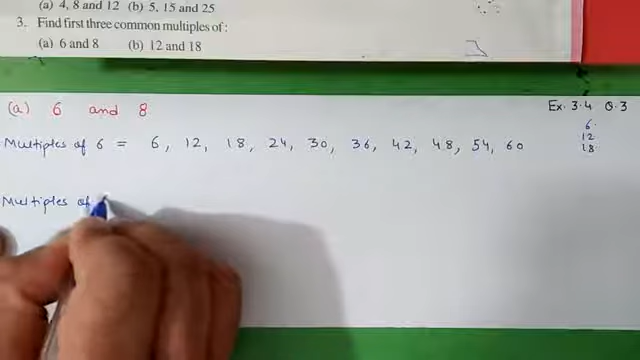 (a) 4, 8 and 12 (b) 5, 15 and 25
3. Find first three common multiples of:
(a) 6 and 8 (b) 12 and 18
Ex. 3.4 Q.3
(a) 6 and 8
6
12
18
Multiples of 6 = 6, 12, 18, 24, 30, 36, 42, 48, 54, 60
Multiples of